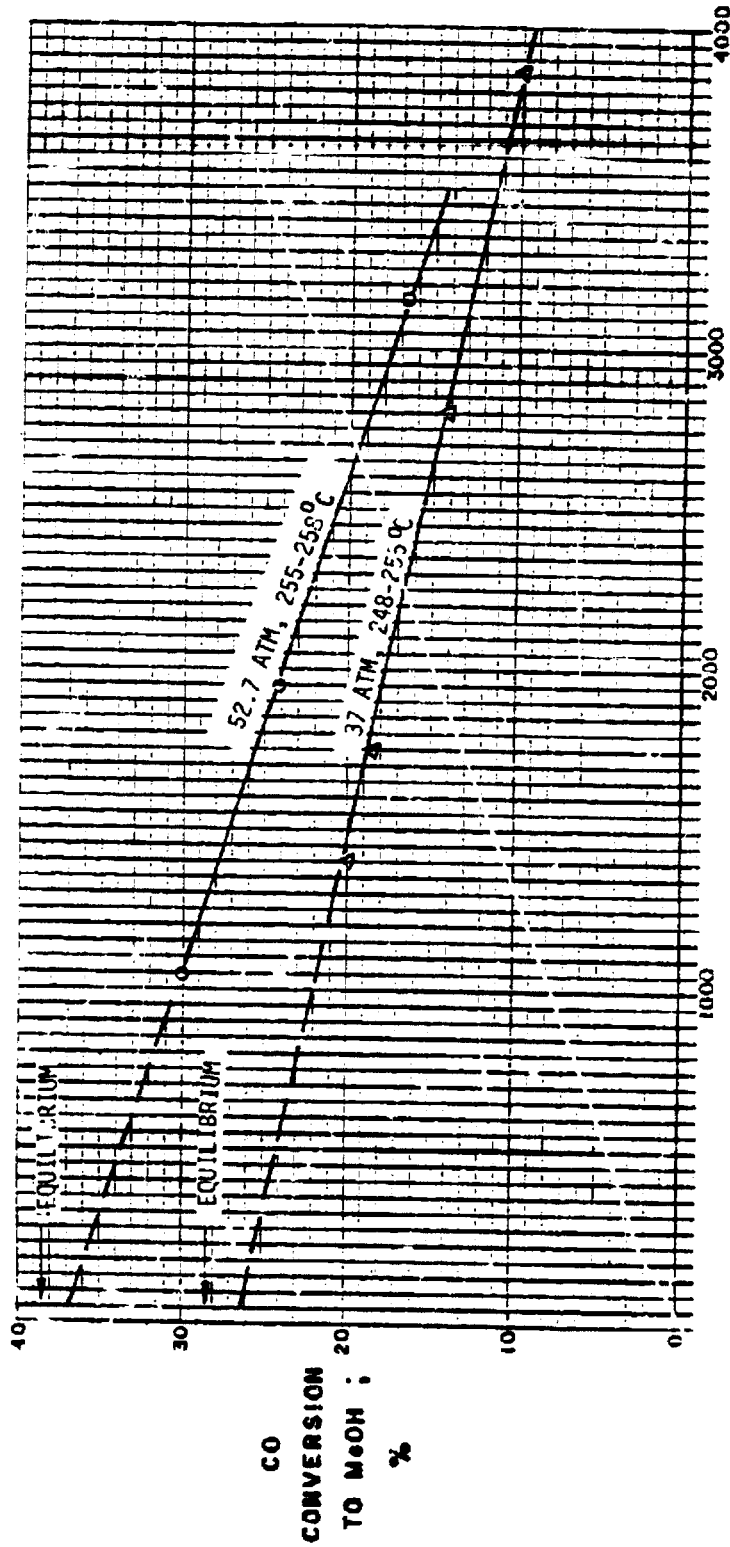 CO
CONVERSION
TO MeOH ;
%
40
30
20
10
0
1000
2000
3000
4000
EQUILIBRIUM
EQUILIBRIUM
52.7 ATM, 255-258°C
37 ATM, 248-255°C